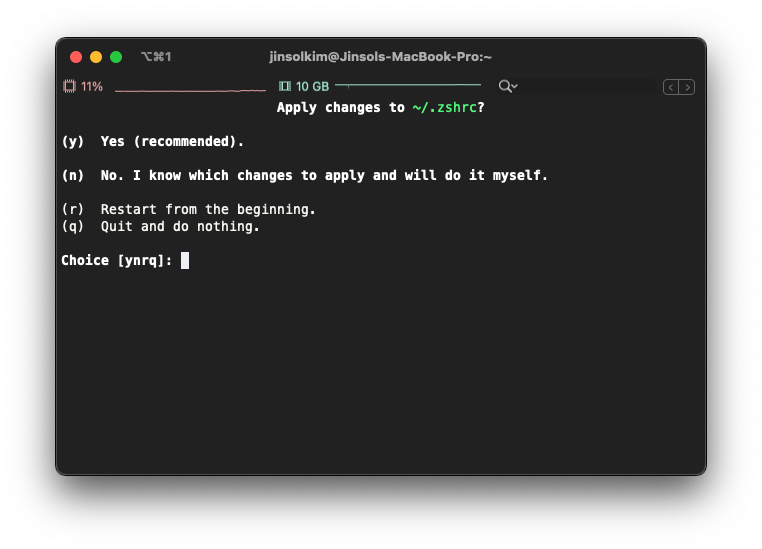 ⌥⌘1 jinsolkim@Jinsols-MacBook-Pro:~
11% 10 GB
Apply changes to ~/.zshrc?
(y) Yes (recommended).
(n) No. I know which changes to apply and will do it myself.
(r) Restart from the beginning.
(q) Quit and do nothing.
Choice [ynrq]: